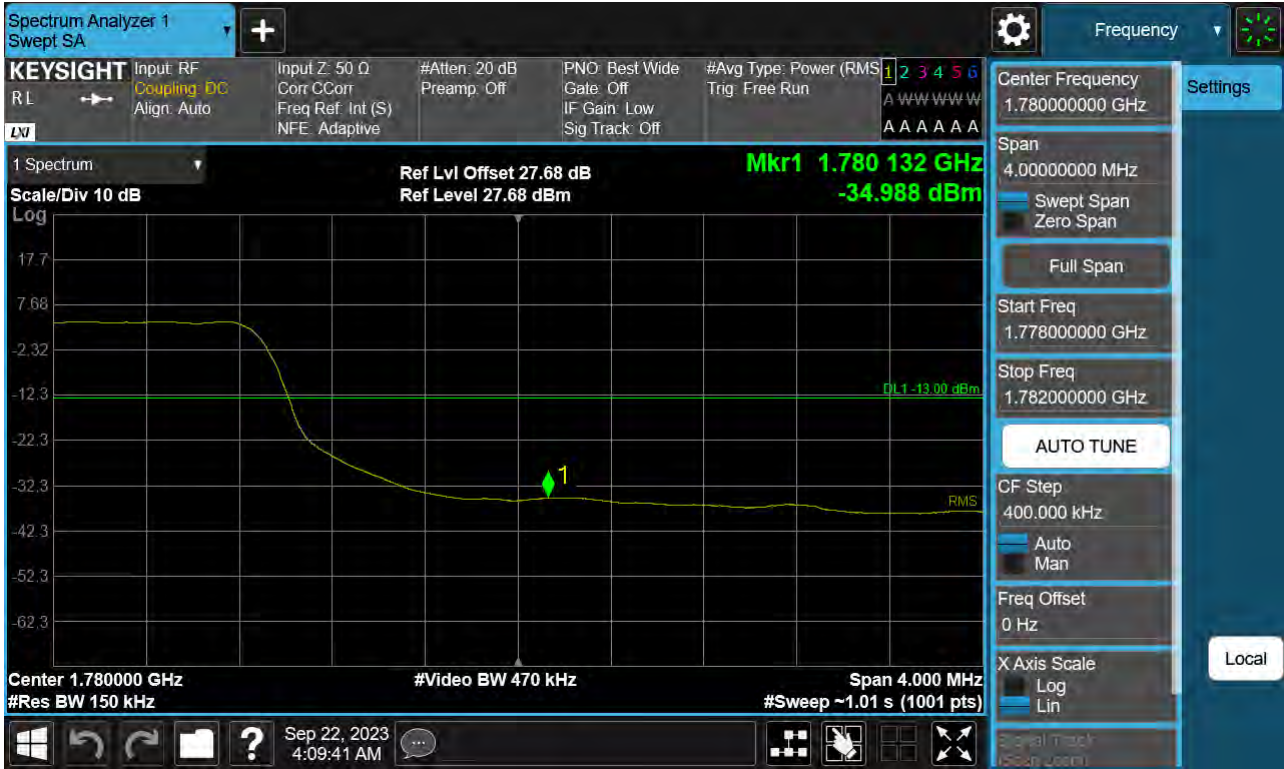 Spectrum Analyzer 1
Swept SA
Frequency
KEYSIGHT
R L
LXI
Input: RF
Coupling: DC
Align: Auto
Input Z: 50 Ω
Corr CCorr
Freq Ref: Int (S)
NFE: Adaptive
#Atten: 20 dB
Preamp: Off
PNO: Best Wide
Gate: Off
IF Gain: Low
Sig Track: Off
#Avg Type: Power (RMS
Trig: Free Run
1 2 3 4 5 6
A W W W W W
A A A A A A
Center Frequency
1.780000000 GHz
Settings
Span
4.00000000 MHz
Swept Span
Zero Span
Full Span
Start Freq
1.778000000 GHz
Stop Freq
1.782000000 GHz
AUTO TUNE
CF Step
400.000 kHz
Auto
Man
Freq Offset
0 Hz
X Axis Scale
Log
Lin
Local
1 Spectrum
Scale/Div 10 dB
Log
Ref Lvl Offset 27.68 dB
Ref Level 27.68 dBm
Mkr1 1.780 132 GHz
-34.988 dBm
17.7
7.68
-2.32
-12.3
-22.3
-32.3
-42.3
-52.3
-62.3
DL1 -13.00 dBm
1
RMS
Center 1.780000 GHz
#Video BW 470 kHz
Span 4.000 MHz
#Res BW 150 kHz
#Sweep ~1.01 s (1001 pts)
Sep 22, 2023
4:09:41 AM